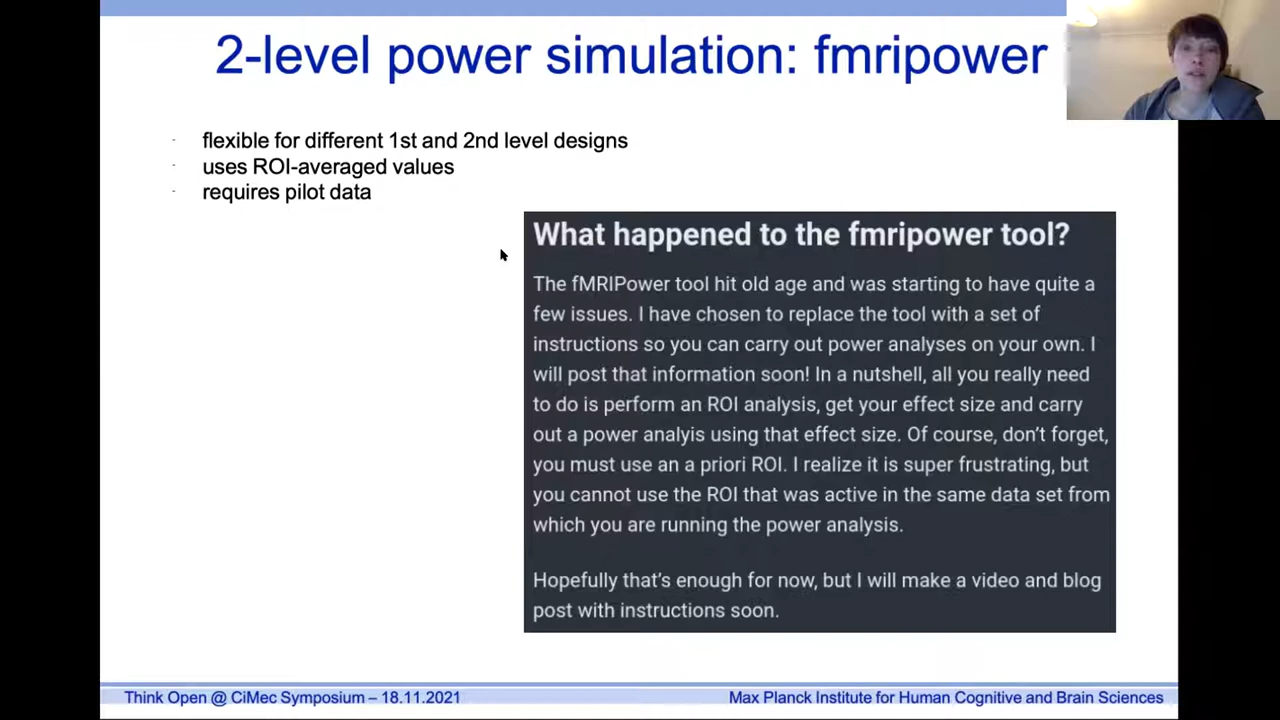 2-level power simulation: fmripower
flexible for different 1st and 2nd level designs
uses ROI-averaged values
requires pilot data
What happened to the fmripower tool?
The fMRIPower tool hit old age and was starting to have quite a
few issues. I have chosen to replace the tool with a set of
instructions so you can carry out power analyses on your own. I
will post that information soon! In a nutshell, all you really need
to do is perform an ROI analysis, get your effect size and carry
out a power analyis using that effect size. Of course, don't forget,
you must use an a priori ROI. I realize it is super frustrating, but
you cannot use the ROI that was active in the same data set from
which you are running the power analysis.
Hopefully that's enough for now, but I will make a video and blog
post with instructions soon.
Think Open @ CiMec Symposium – 18.11.2021
Max Planck Institute for Human Cognitive and Brain Sciences